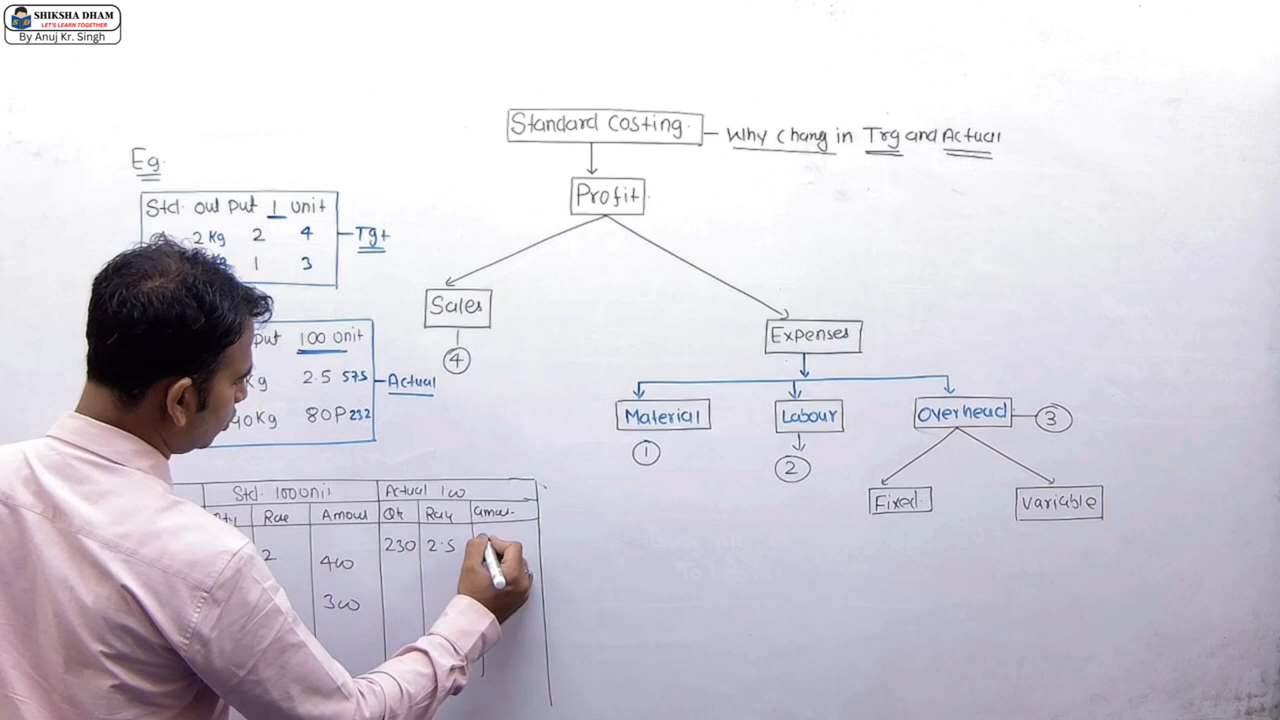 SHIKSHA DHAM
LET'S LEARN TOGETHER
By Anuj Kr. Singh
Standard Costing. — Why Chang in Trg and Actual
Profit
Sales
4
Expenses
Material
1
Labour
2
Overhead
3
Fixed.
Variable
Eg.
Std. out put 1 unit
2 Kg 2 4
1 3
Tgt
put 100 unit
Kg 2.5 575
40Kg 80P 232
Actual
Std. 100 unit Actual 100
Amout Qt Amou-
2 400 230 2.5
300